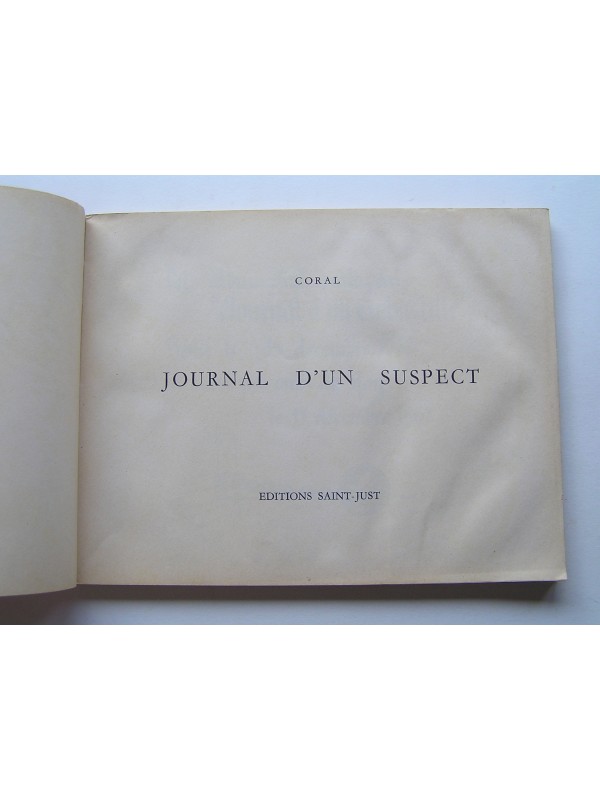 CORAL
JOURNAL D'UN SUSPECT
EDITIONS SAINT-JUST